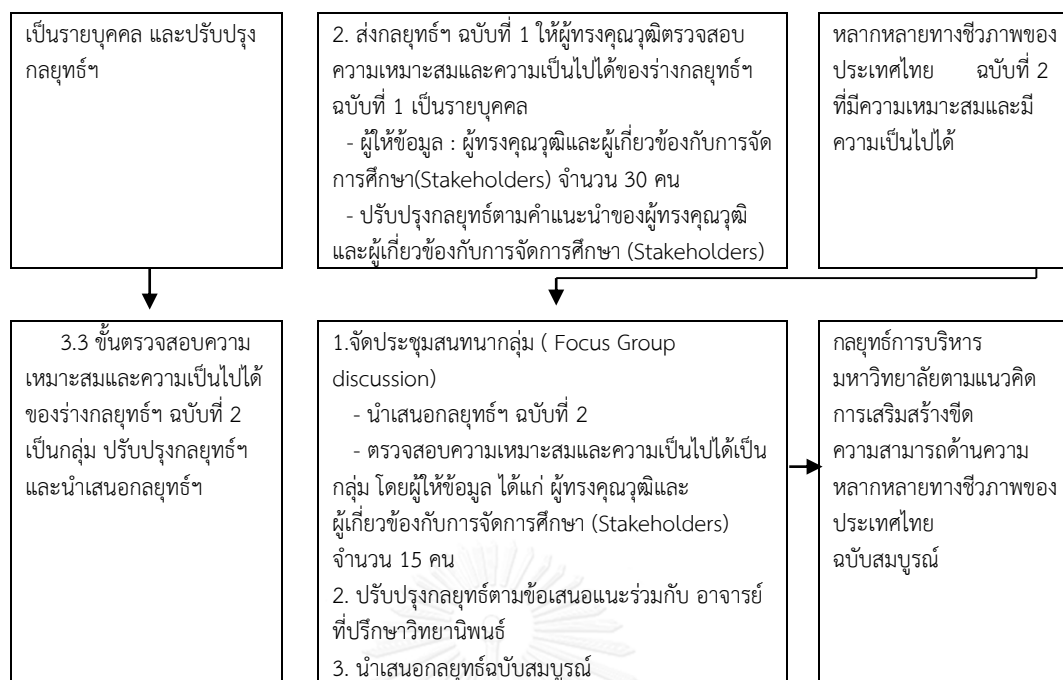 เป็นรายบุคคล และปรับปรุง
กลยุทธ์ฯ
2. ส่งกลยุทธ์ฯ ฉบับที่ 1 ให้ผู้ทรงคุณวุฒิตรวจสอบ
ความเหมาะสมและความเป็นไปได้ของร่างกลยุทธ์ฯ
ฉบับที่ 1 เป็นรายบุคคล
- ผู้ให้ข้อมูล : ผู้ทรงคุณวุฒิและผู้เกี่ยวข้องกับการจัด
การศึกษา(Stakeholders) จำนวน 30 คน
- ปรับปรุงกลยุทธ์ตามคำแนะนำของผู้ทรงคุณวุฒิ
และผู้เกี่ยวข้องกับการจัดการศึกษา (Stakeholders)
หลากหลายทางชีวภาพของ
ประเทศไทย ฉบับที่ 2
ที่มีความเหมาะสมและมี
ความเป็นไปได้
3.3 ขั้นตรวจสอบความ
เหมาะสมและความเป็นไปได้
ของร่างกลยุทธ์ฯ ฉบับที่ 2
เป็นกลุ่ม ปรับปรุงกลยุทธ์ฯ
และนำเสนอกลยุทธ์ฯ
1.จัดประชุมสนทนากลุ่ม ( Focus Group
discussion)
- นำเสนอกลยุทธ์ฯ ฉบับที่ 2
- ตรวจสอบความเหมาะสมและความเป็นไปได้เป็น
กลุ่ม โดยผู้ให้ข้อมูล ได้แก่ ผู้ทรงคุณวุฒิและ
ผู้เกี่ยวข้องกับการจัดการศึกษา (Stakeholders)
จำนวน 15 คน
2. ปรับปรุงกลยุทธ์ตามข้อเสนอแนะร่วมกับ อาจารย์
ที่ปรึกษาวิทยานิพนธ์
3. นำเสนอกลยุทธ์ฉบับสมบูรณ์
กลยุทธ์การบริหาร
มหาวิทยาลัยตามแนวคิด
การเสริมสร้างขีด
ความสามารถด้านความ
หลากหลายทางชีวภาพของ
ประเทศไทย
ฉบับสมบูรณ์